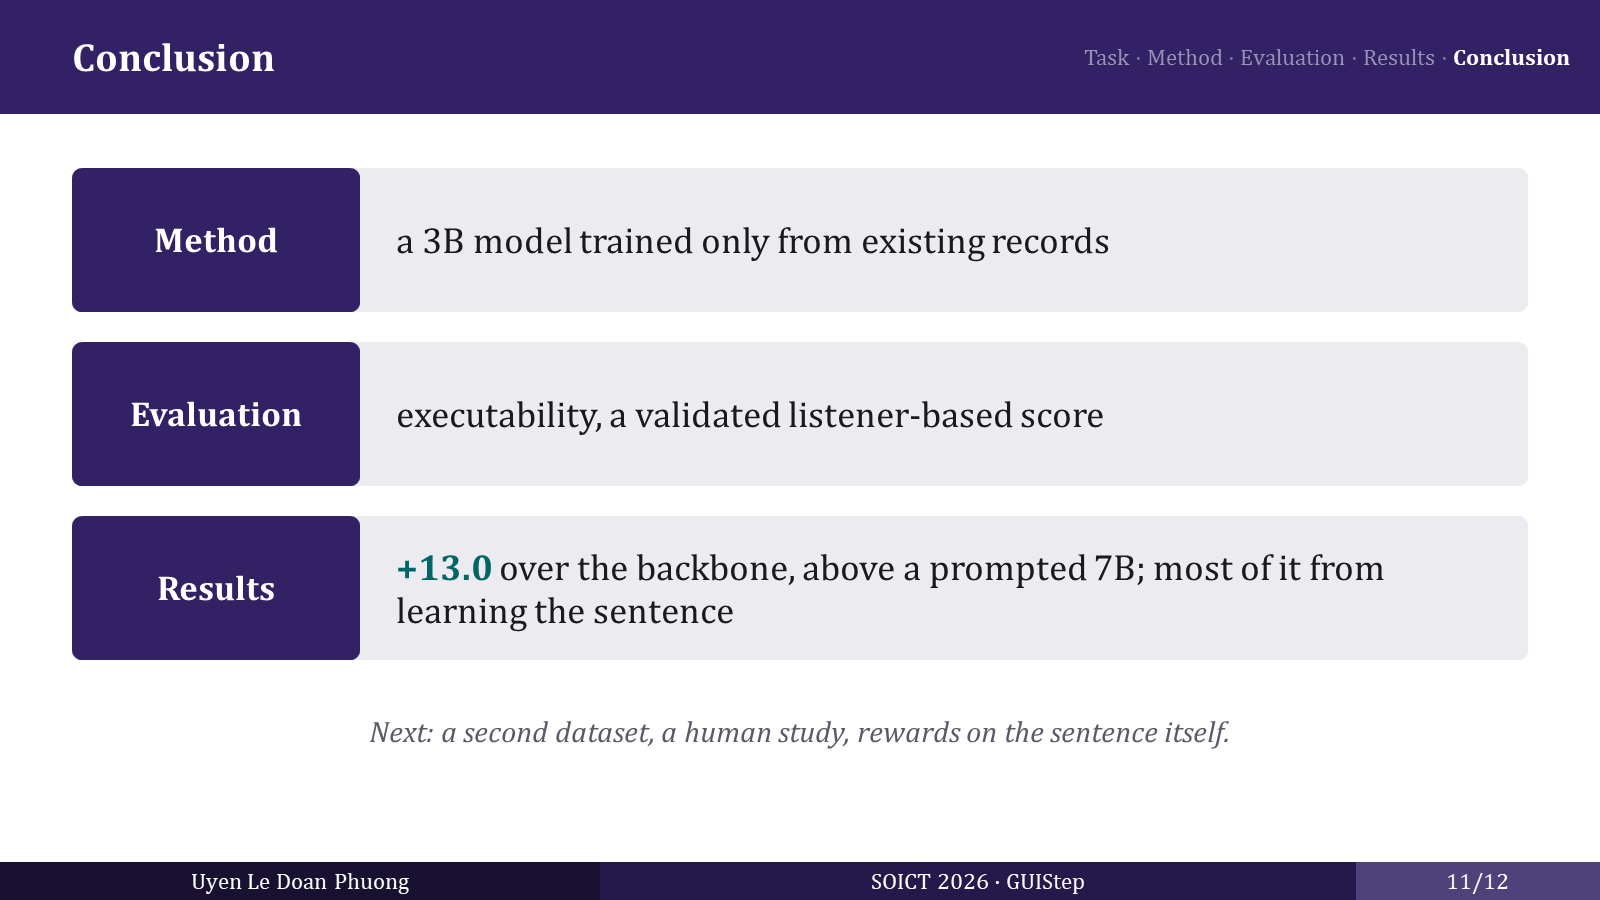 Conclusion
Task · Method · Evaluation · Results · Conclusion
Method
a 3B model trained only from existing records
Evaluation
executability, a validated listener-based score
Results
+13.0 over the backbone, above a prompted 7B; most of it from
learning the sentence
Next: a second dataset, a human study, rewards on the sentence itself.
Uyen Le Doan Phuong
SOICT 2026 · GUIStep
11/12